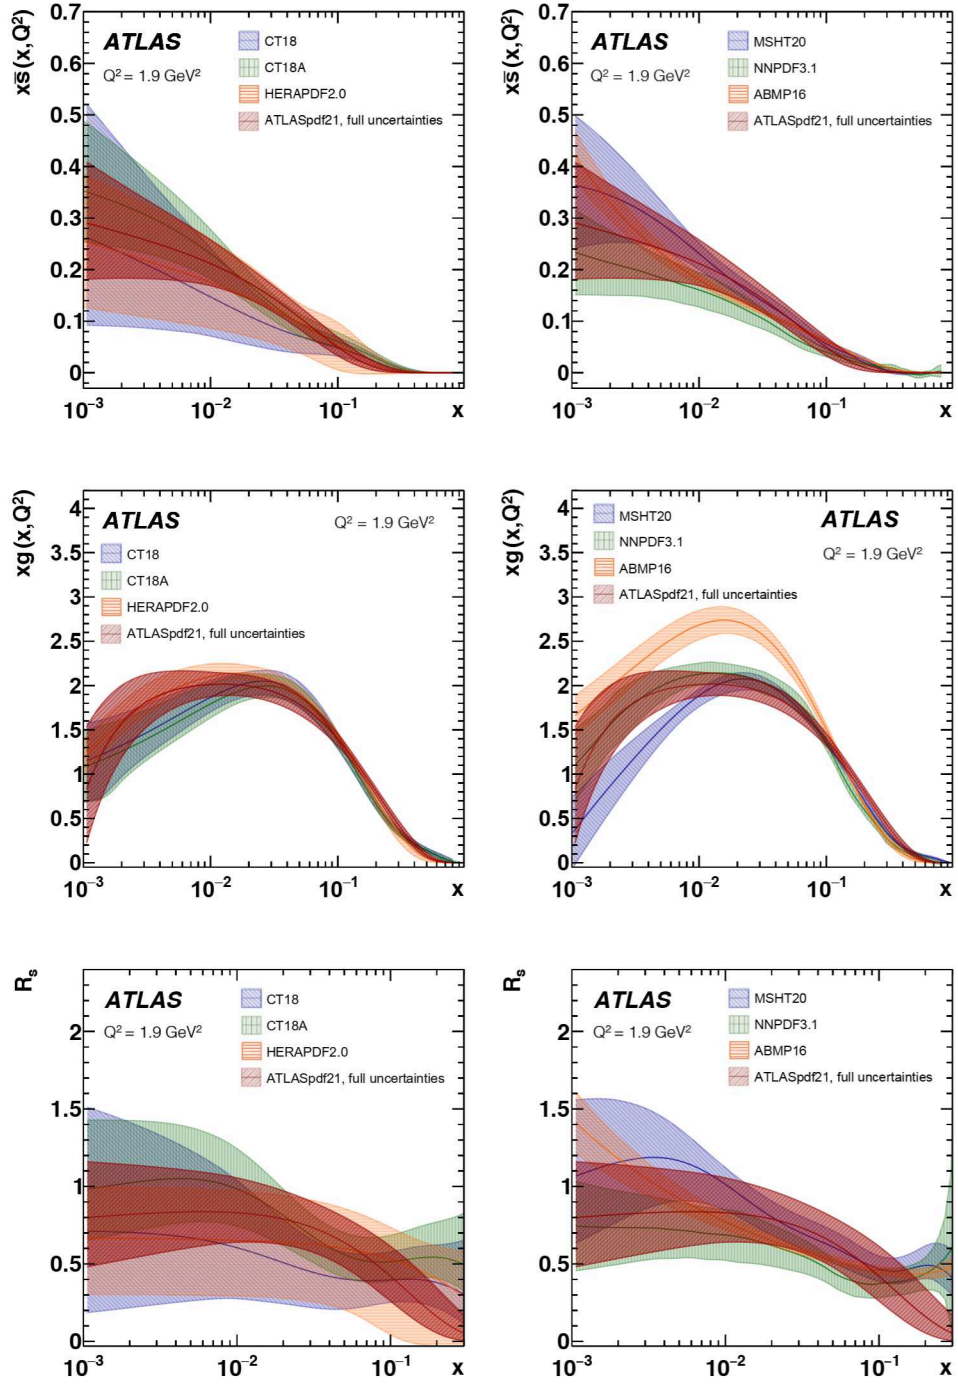 xs̅(x,Q²)
0.7
0.6
0.5
0.4
0.3
0.2
0.1
0
ATLAS
Q² = 1.9 GeV²
CT18
CT18A
HERAPDF2.0
ATLASpdf21, full uncertainties
10⁻³
10⁻²
10⁻¹
x
xs̅(x,Q²)
0.7
0.6
0.5
0.4
0.3
0.2
0.1
0
ATLAS
Q² = 1.9 GeV²
MSHT20
NNPDF3.1
ABMP16
ATLASpdf21, full uncertainties
10⁻³
10⁻²
10⁻¹
x
xg(x,Q²)
4
3.5
3
2.5
2
1.5
1
0.5
0
ATLAS
Q² = 1.9 GeV²
CT18
CT18A
HERAPDF2.0
ATLASpdf21, full uncertainties
10⁻³
10⁻²
10⁻¹
x
xg(x,Q²)
4
3.5
3
2.5
2
1.5
1
0.5
0
MSHT20
NNPDF3.1
ABMP16
ATLASpdf21, full uncertainties
ATLAS
Q² = 1.9 GeV²
10⁻³
10⁻²
10⁻¹
x
Rₛ
2
1.5
1
0.5
0
ATLAS
Q² = 1.9 GeV²
CT18
CT18A
HERAPDF2.0
ATLASpdf21, full uncertainties
10⁻³
10⁻²
10⁻¹
x
Rₛ
2
1.5
1
0.5
0
ATLAS
Q² = 1.9 GeV²
MSHT20
NNPDF3.1
ABMP16
ATLASpdf21, full uncertainties
10⁻³
10⁻²
10⁻¹
x